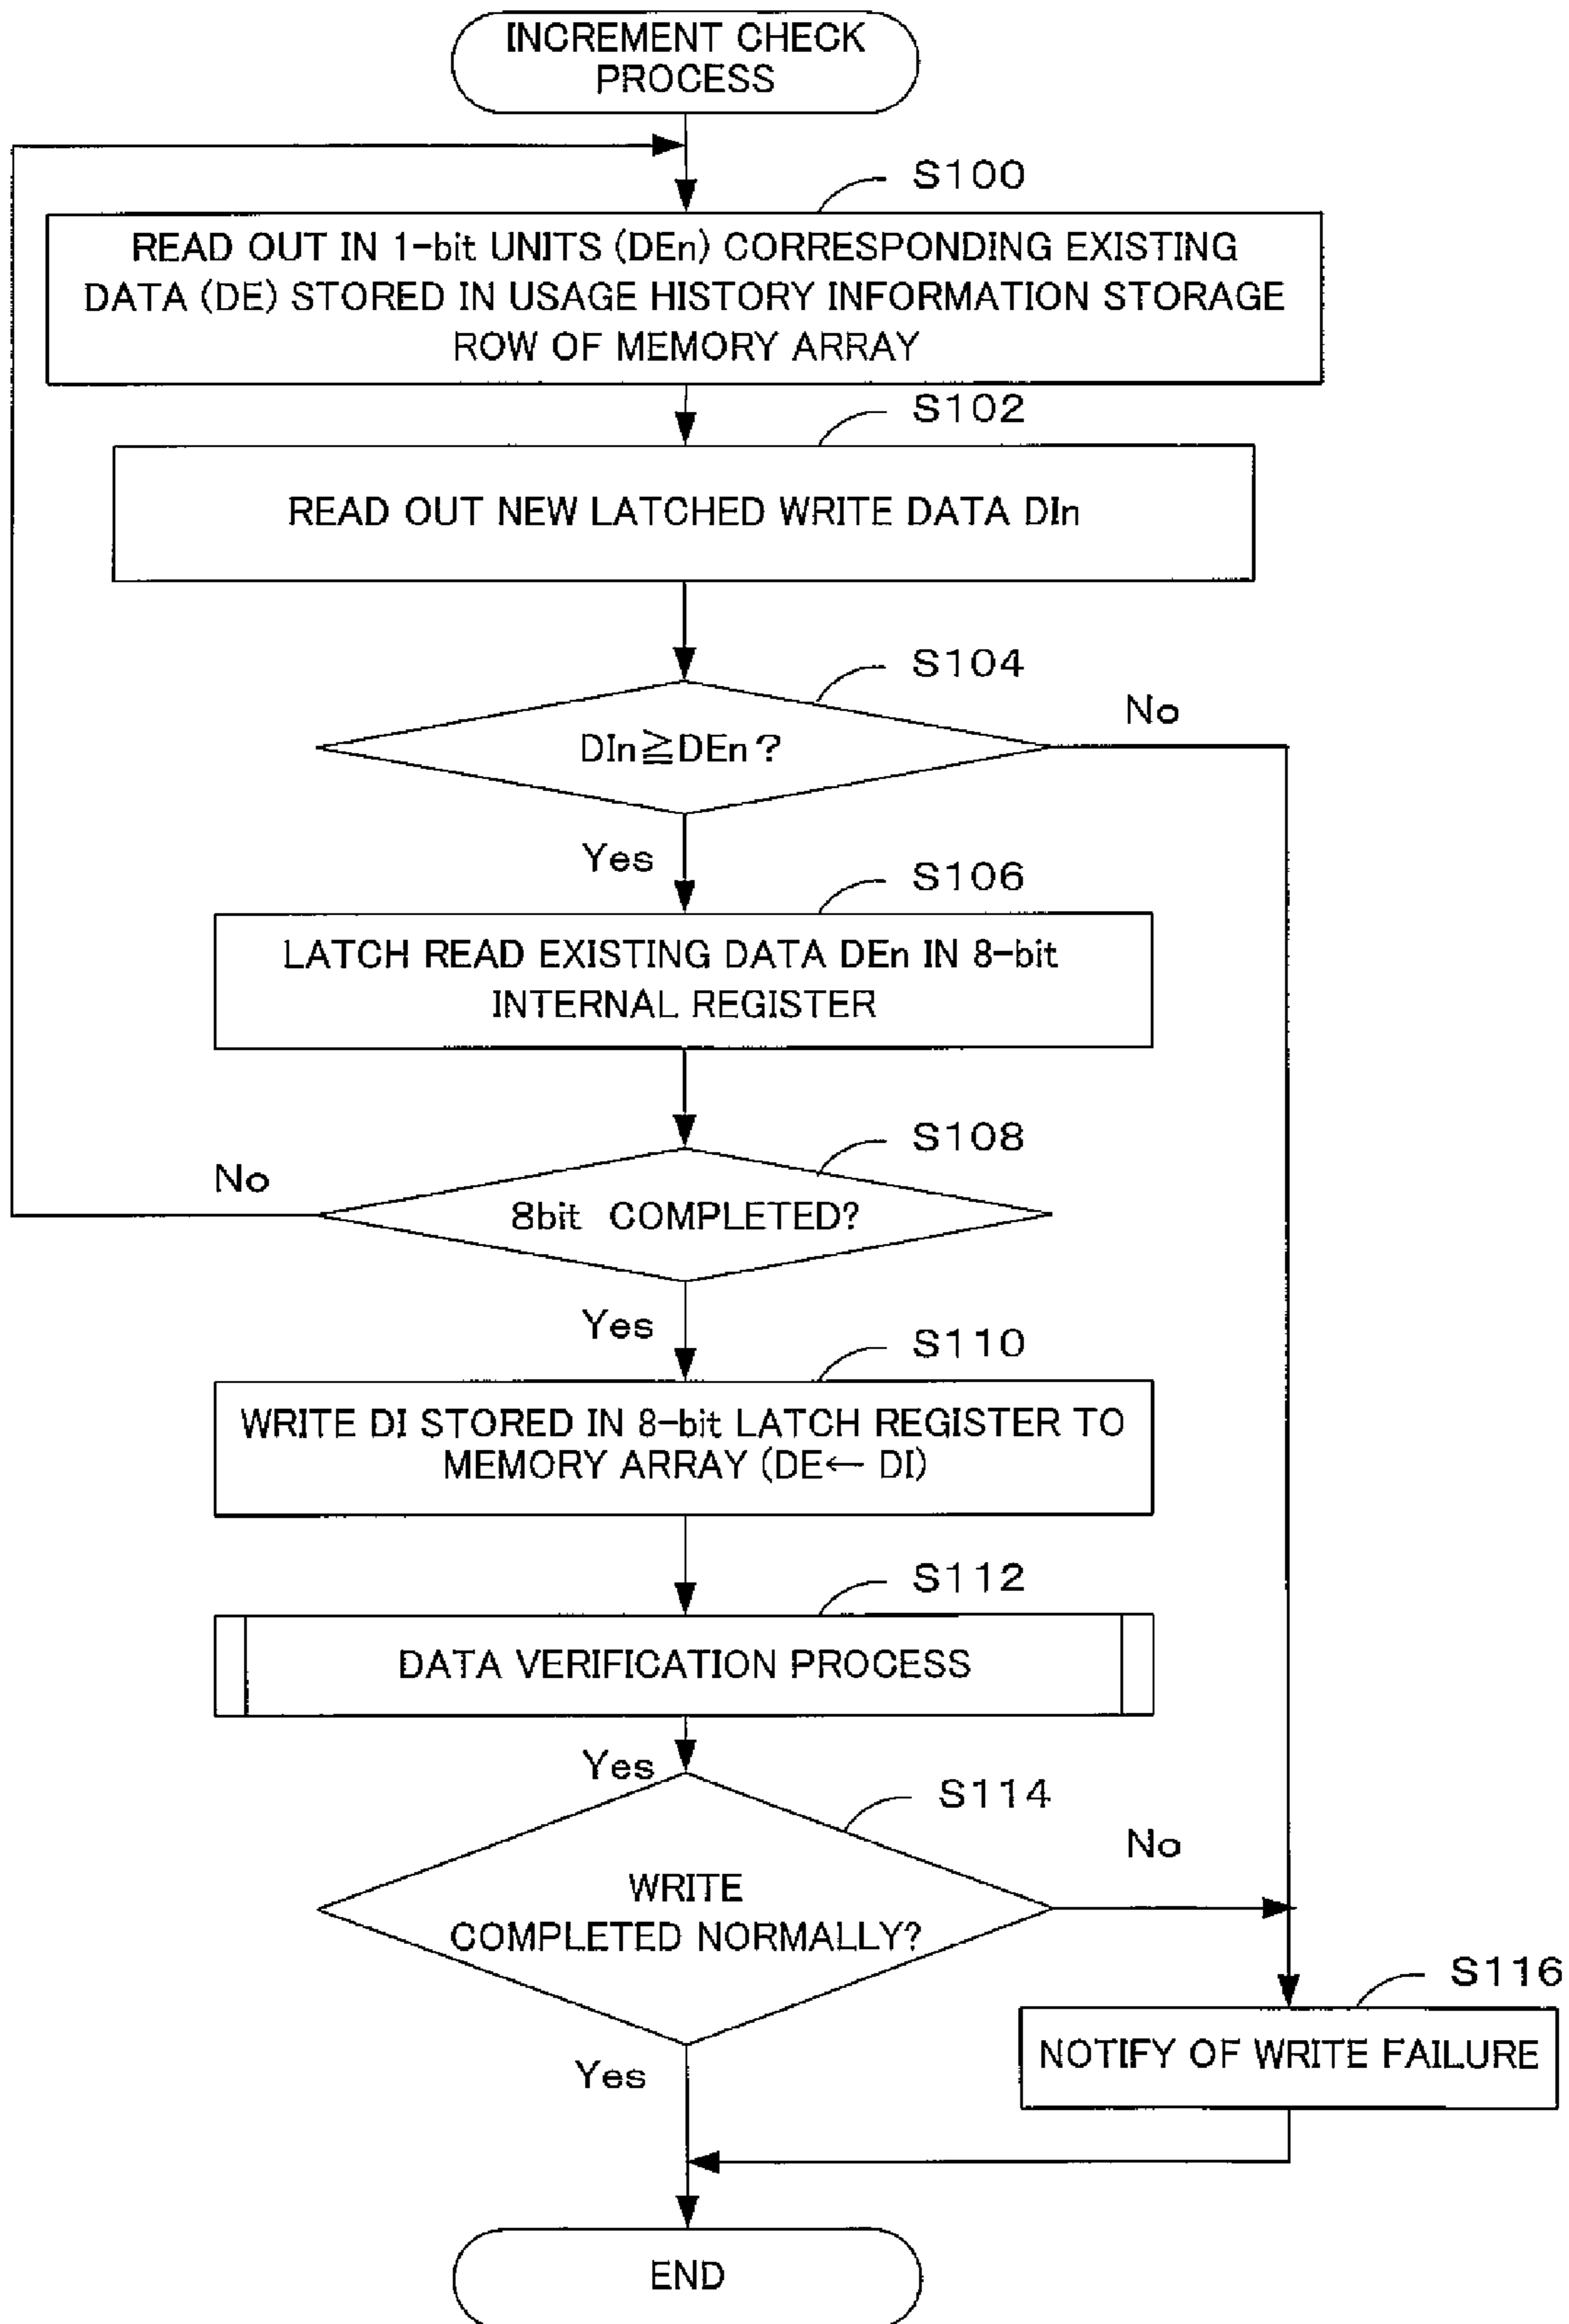 INCREMENT CHECK
PROCESS
S100
READ OUT IN 1-bit UNITS (DEn) CORRESPONDING EXISTING
DATA (DE) STORED IN USAGE HISTORY INFORMATION STORAGE
ROW OF MEMORY ARRAY
S102
READ OUT NEW LATCHED WRITE DATA DIn
S104
No
DIn≧DEn?
Yes
S106
LATCH READ EXISTING DATA DEn IN 8-bit
INTERNAL REGISTER
S108
No
8bit COMPLETED?
Yes
S110
WRITE DI STORED IN 8-bit LATCH REGISTER TO
MEMORY ARRAY (DE← DI)
S112
DATA VERIFICATION PROCESS
Yes
S114
No
WRITE
COMPLETED NORMALLY?
S116
NOTIFY OF WRITE FAILURE
Yes
END